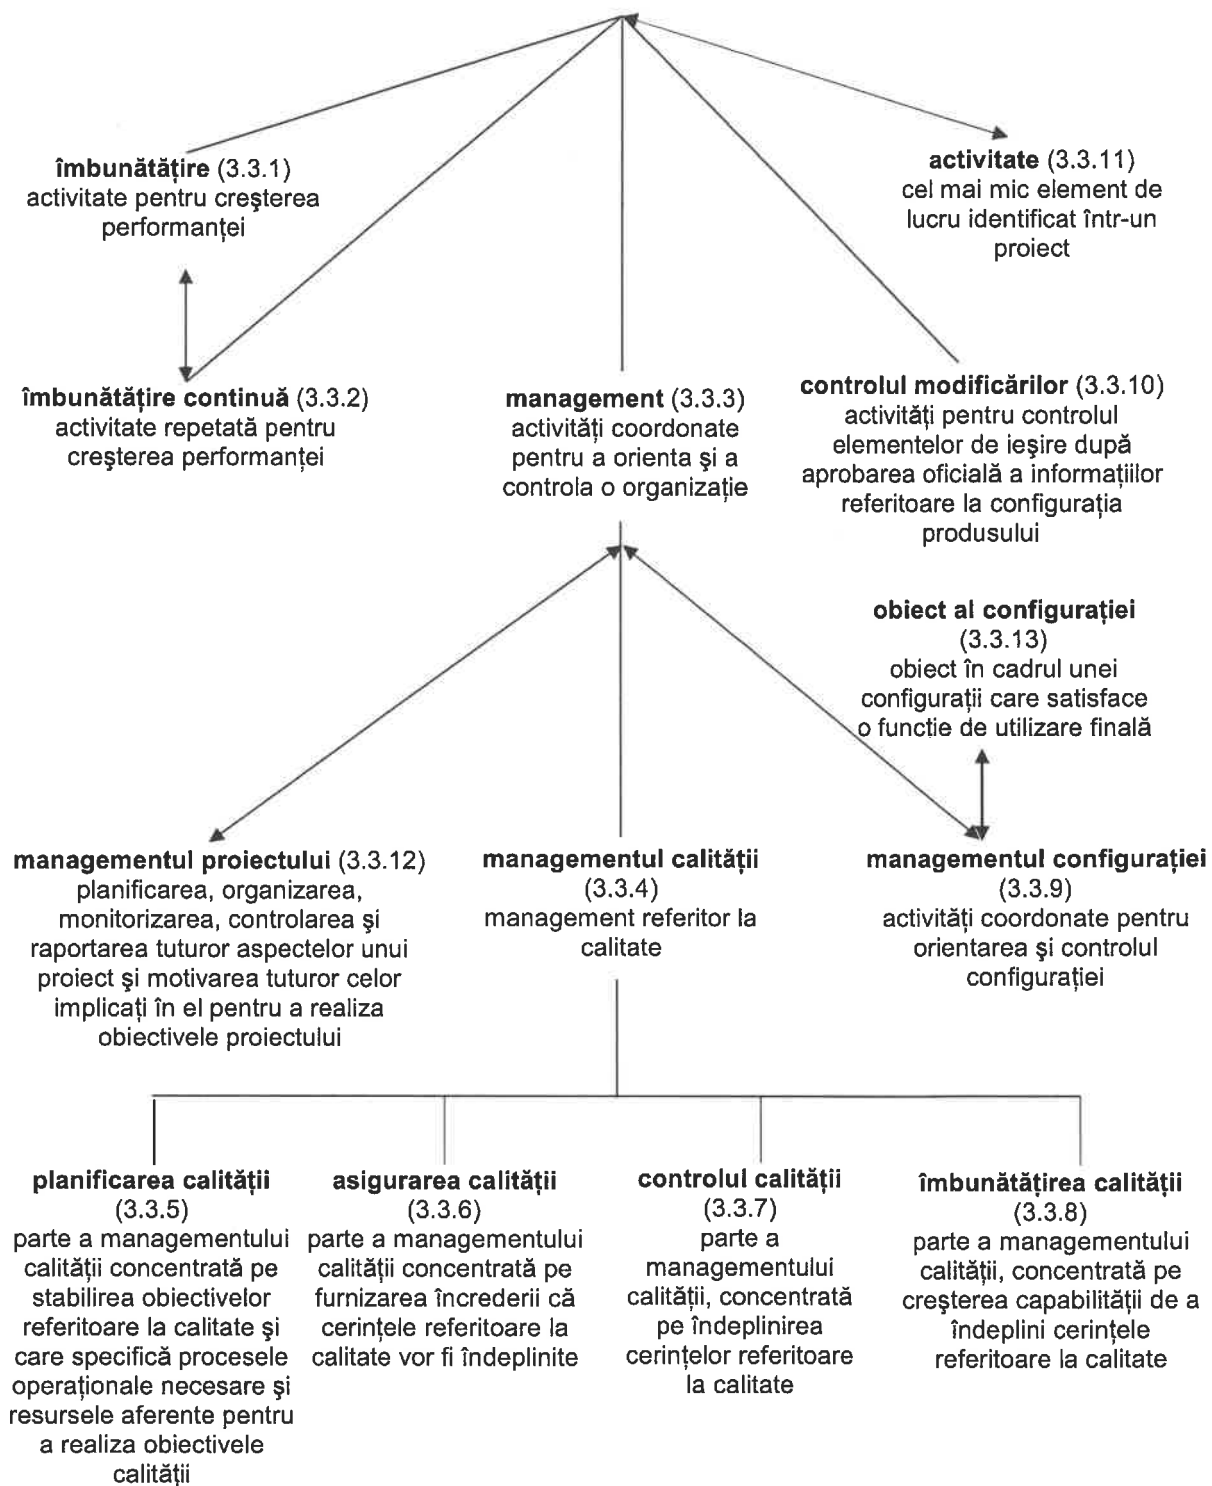 îmbunătățire (3.3.1)
activitate pentru creşterea
performanței
activitate (3.3.11)
cel mai mic element de
lucru identificat într-un
proiect
îmbunătățire continuă (3.3.2)
activitate repetată pentru
creşterea performanței
management (3.3.3)
activități coordonate
pentru a orienta şi a
controla o organizație
controlul modificărilor (3.3.10)
activități pentru controlul
elementelor de ieşire după
aprobarea oficială a informațiilor
referitoare la configurația
produsului
obiect al configurației
(3.3.13)
obiect în cadrul unei
configurații care satisface
o functie de utilizare finală
managementul proiectului (3.3.12)
planificarea, organizarea,
monitorizarea, controlarea şi
raportarea tuturor aspectelor unui
proiect şi motivarea tuturor celor
implicați în el pentru a realiza
obiectivele proiectului
managementul calității
(3.3.4)
management referitor la
calitate
managementul configurației
(3.3.9)
activități coordonate pentru
orientarea şi controlul
configurației
planificarea calității
(3.3.5)
parte a managementului
calității concentrată pe
stabilirea obiectivelor
referitoare la calitate şi
care specifică procesele
operaționale necesare şi
resursele aferente pentru
a realiza obiectivele
calității
asigurarea calității
(3.3.6)
parte a managementului
calității concentrată pe
furnizarea încrederii că
cerințele referitoare la
calitate vor fi îndeplinite
controlul calității
(3.3.7)
parte a
managementului
calității, concentrată
pe îndeplinirea
cerințelor referitoare
la calitate
îmbunătățirea calității
(3.3.8)
parte a managementului
calității, concentrată pe
creşterea capabilității de a
îndeplini cerințele
referitoare la calitate